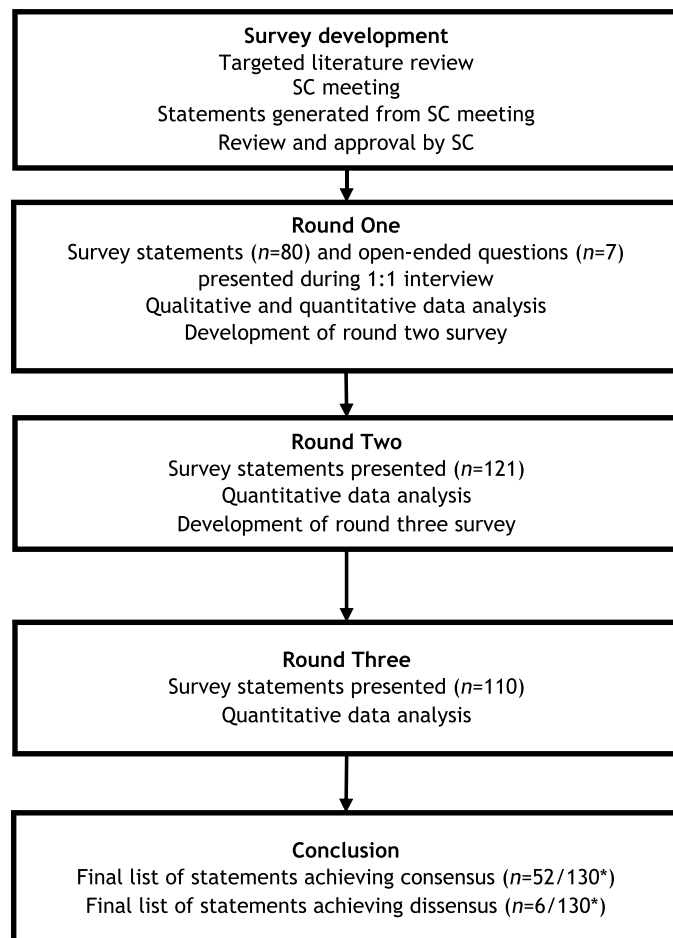 Survey development
Targeted literature review
SC meeting
Statements generated from SC meeting
Review and approval by SC
Round One
Survey statements (n=80) and open-ended questions (n=7)
presented during 1:1 interview
Qualitative and quantitative data analysis
Development of round two survey
Round Two
Survey statements presented (n=121)
Quantitative data analysis
Development of round three survey
Round Three
Survey statements presented (n=110)
Quantitative data analysis
Conclusion
Final list of statements achieving consensus (n=52/130*)
Final list of statements achieving dissensus (n=6/130*)